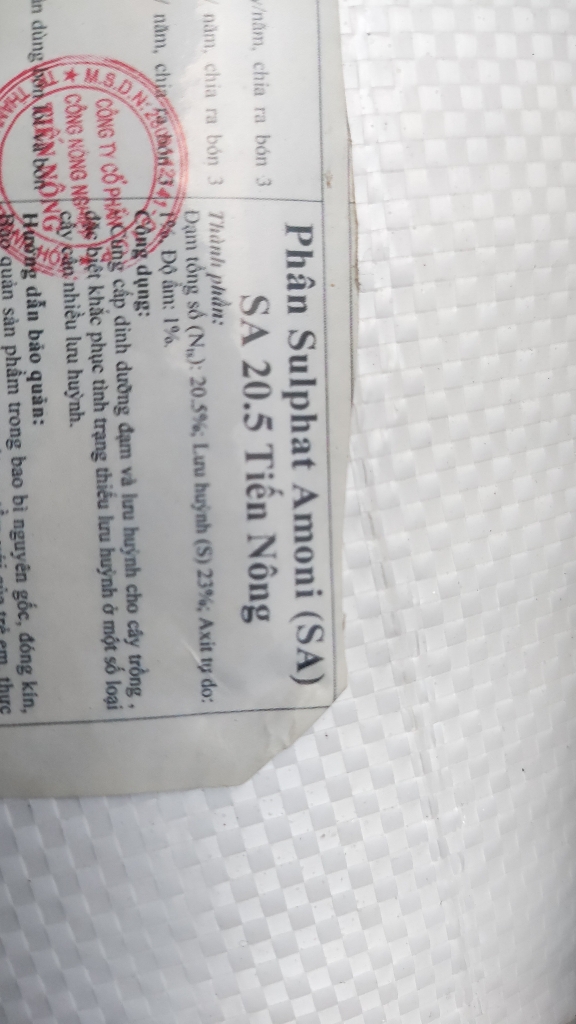 /năm, chia ra bón 3
/ năm, chia ra bón 3
/ năm, chia ra bón 3
Phân Sulphat Amoni (SA)
SA 20.5 Tiến Nông
Thành phần:
Đạm tổng số (Nts): 20.5%; Lưu huỳnh (S) 23%; Axit tự do:
1%, Độ ẩm: 1%.
Công dụng:
Cung cấp dinh dưỡng đạm và lưu huỳnh cho cây trồng,
đặc biệt khắc phục tình trạng thiếu lưu huỳnh ở một số loại
cây cần nhiều lưu huỳnh.
Hướng dẫn bảo quản:
Bảo quản sản phẩm trong bao bì nguyên gốc, đóng kín,
trẻ em, thực
M.S.D.N: 28
CÔNG TY CỔ PHẦN
CÔNG NÔNG NGHIỆP
TIẾN NÔNG